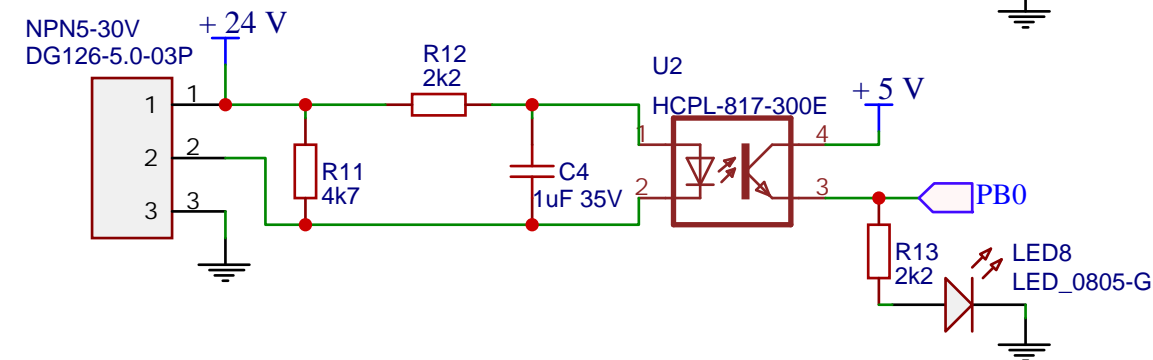 NPN5-30V
DG126-5.0-03P
+ 24 V
1
1
2
2
3
3
R12
2k2
R11
4k7
C4
1uF 35V
U2
HCPL-817-300E
1
2
4
3
+ 5 V
PB0
R13
2k2
LED8
LED_0805-G